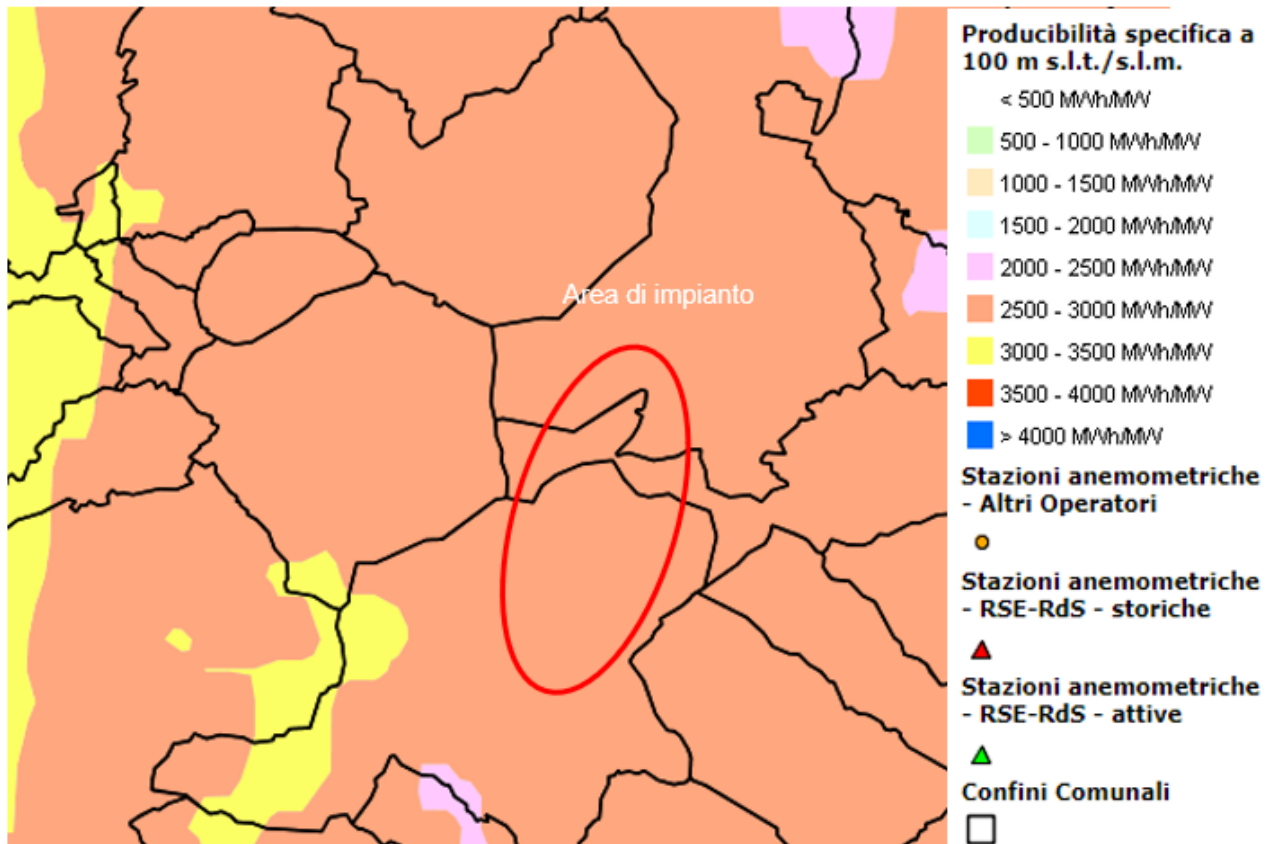 Area di impianto
Producibilità specifica a
100 m s.l.t./s.l.m.
< 500 MWh/MW
500 - 1000 MWh/MW
1000 - 1500 MWh/MW
1500 - 2000 MWh/MW
2000 - 2500 MWh/MW
2500 - 3000 MWh/MW
3000 - 3500 MWh/MW
3500 - 4000 MWh/MW
> 4000 MWh/MW
Stazioni anemometriche
- Altri Operatori
Stazioni anemometriche
- RSE-RdS - storiche
Stazioni anemometriche
- RSE-RdS - attive
Confini Comunali